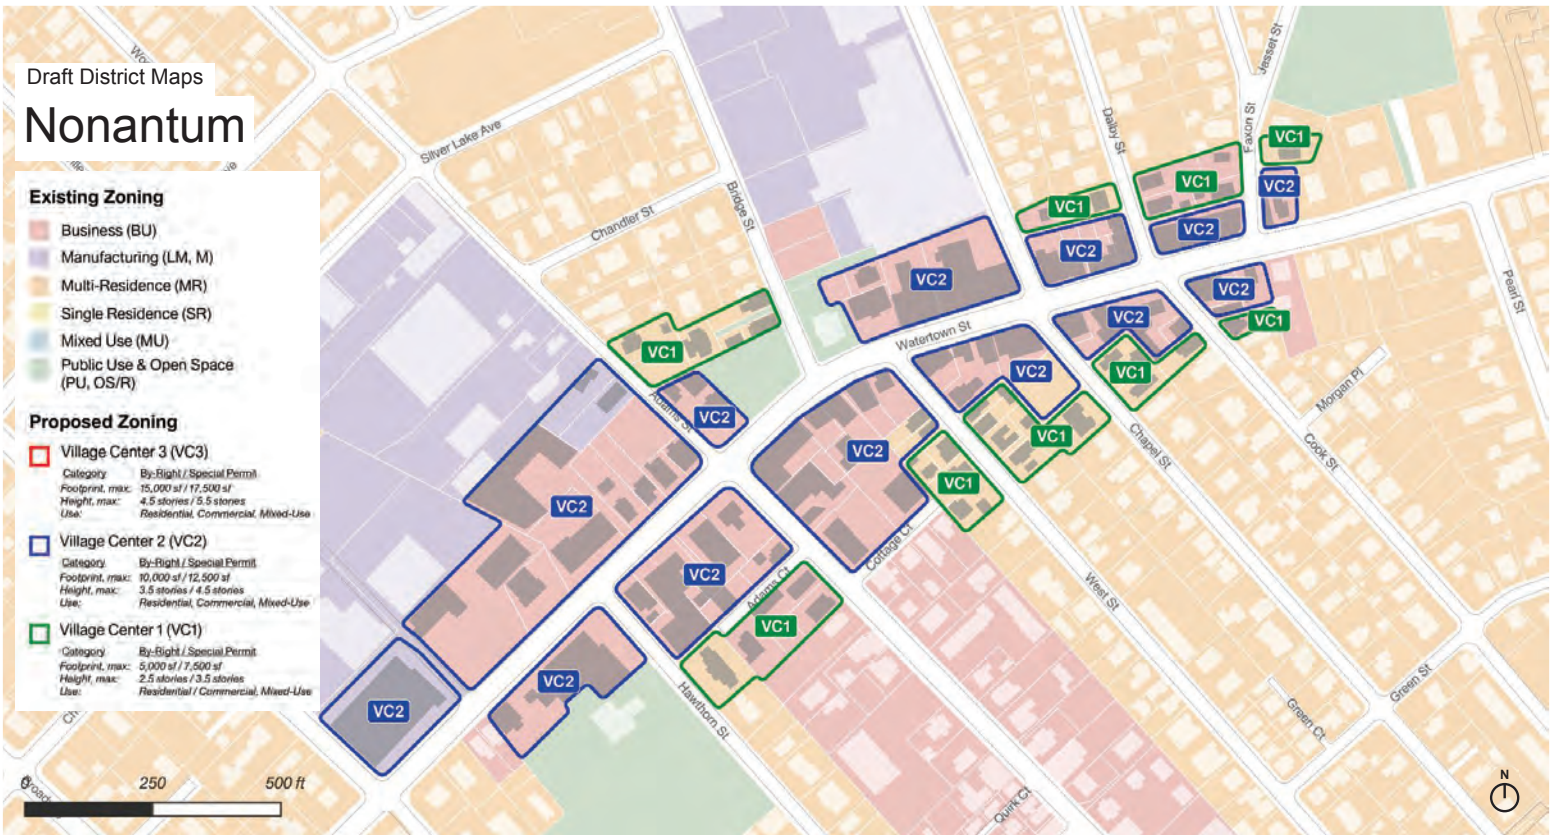 Draft District Maps
Nonantum
Existing Zoning
Business (BU)
Manufacturing (LM, M)
Multi-Residence (MR)
Single Residence (SR)
Mixed Use (MU)
Public Use & Open Space
(PU, OS/R)
Proposed Zoning
Village Center 3 (VC3)
Category By-Right / Special Permit
Footprint, max: 15,000 sf / 17,500 sf
Height, max: 4.5 stories / 5.5 stories
Use: Residential, Commercial, Mixed-Use
Village Center 2 (VC2)
Category By-Right / Special Permit
Footprint, max: 10,000 sf / 12,500 sf
Height, max: 3.5 stories / 4.5 stories
Use: Residential, Commercial, Mixed-Use
Village Center 1 (VC1)
Category By-Right / Special Permit
Footprint, max: 5,000 sf / 7,500 sf
Height, max: 2.5 stories / 3.5 stories
Use: Residential / Commercial, Mixed-Use
0 250 500 ft
Silver Lake Ave
Chandler St
Bridge St
Dalby St
Faxon St
Jasset St
Watertown St
Pearl St
Adams St
Morgan Pl
Cook St
Chapel St
West St
Cottage Ct
Adams Ct
Hawthorn St
Quirk Ct
Green Ct
Green St
VC1
VC1
VC1
VC2
VC2
VC2
VC2
VC2
VC1
VC2
VC1
VC2
VC1
VC2
VC1
VC2
VC2
VC1
VC2
VC2
VC1
VC2
VC2
N